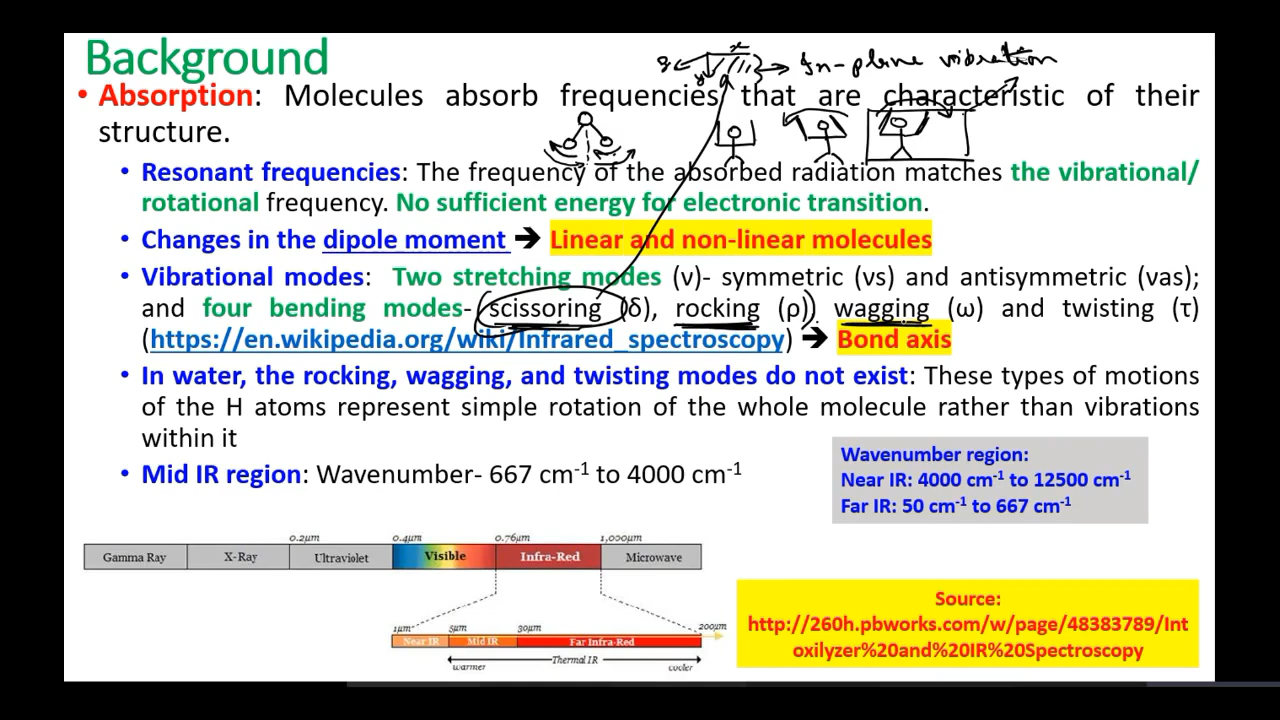 Background
z x y In-plane vibration
• Absorption: Molecules absorb frequencies that are characteristic of their
structure.
• Resonant frequencies: The frequency of the absorbed radiation matches the vibrational/
rotational frequency. No sufficient energy for electronic transition.
• Changes in the dipole moment ➔ Linear and non-linear molecules
• Vibrational modes: Two stretching modes (ν)- symmetric (νs) and antisymmetric (νas);
and four bending modes- (scissoring (δ), rocking (ρ)), wagging (ω) and twisting (τ)
(https://en.wikipedia.org/wiki/Infrared_spectroscopy) ➔ Bond axis
• In water, the rocking, wagging, and twisting modes do not exist: These types of motions
of the H atoms represent simple rotation of the whole molecule rather than vibrations
within it
• Mid IR region: Wavenumber- 667 cm-1 to 4000 cm-1
Wavenumber region:
Near IR: 4000 cm-1 to 12500 cm-1
Far IR: 50 cm-1 to 667 cm-1
0.2µm 0.4µm 0.76µm 1,000µm
Gamma Ray X-Ray Ultraviolet Visible Infra-Red Microwave
1µm 5µm 30µm 200µm
Near IR Mid IR Far Infra-Red
warmer Thermal IR cooler
Source:
http://260h.pbworks.com/w/page/48383789/Int
oxilyzer%20and%20IR%20Spectroscopy